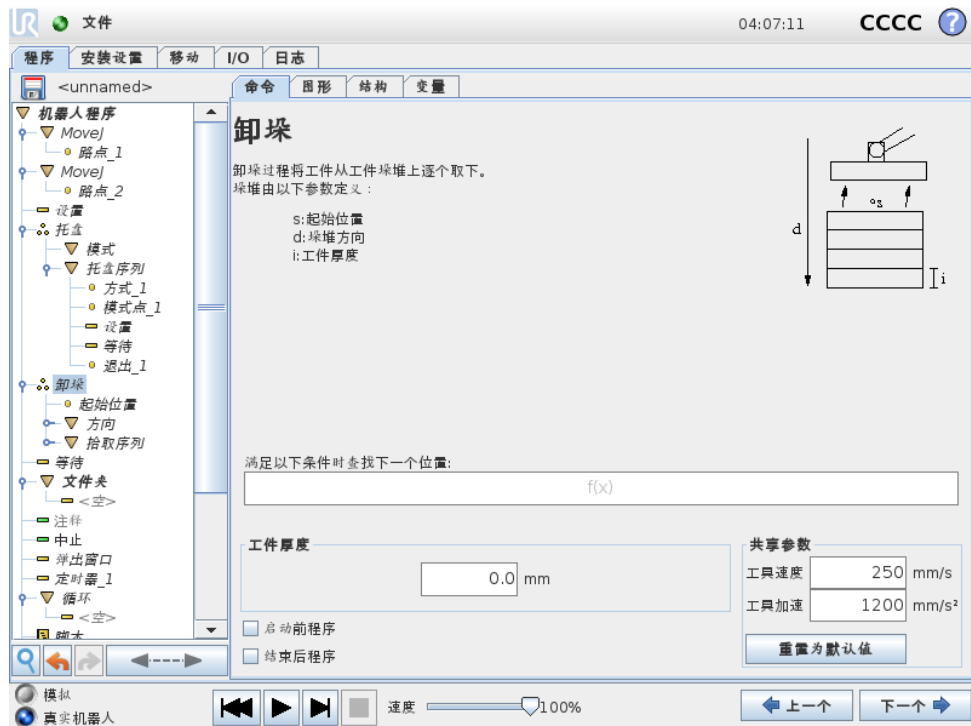 UR 文件 04:07:11 CCCC ?
程序 安装设置 移动 I/O 日志
<unnamed>
命令 图形 结构 变量
机器人程序
MoveJ
路点_1
MoveJ
路点_2
设置
托盘
模式
托盘序列
方式_1
模式点_1
设置
等待
退出_1
卸垛
起始位置
方向
拾取序列
等待
文件夹
<空>
注释
中止
弹出窗口
定时器_1
循环
<空>
脚本
卸垛
卸垛过程将工件从工件垛堆上逐个取下。
垛堆由以下参数定义：
s:起始位置
d:垛堆方向
i:工件厚度
s
d
i
满足以下条件时查找下一个位置:
f(x)
工件厚度
0.0 mm
启动前程序
结束后程序
共享参数
工具速度 250 mm/s
工具加速 1200 mm/s²
重置为默认值
模拟
真实机器人
速度 100%
上一个 下一个